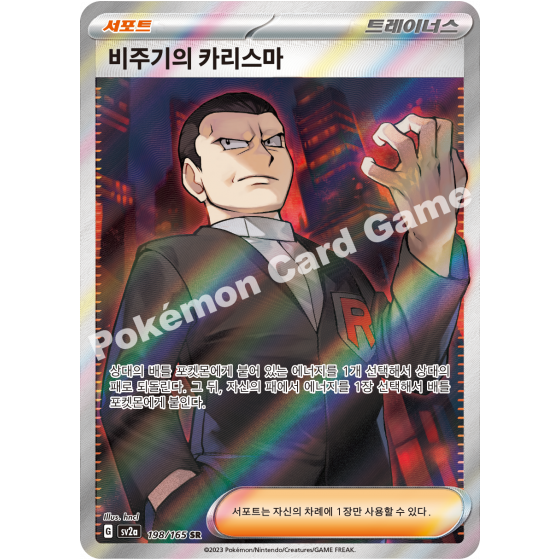 서포트
트레이너스
비주기의 카리스마
R
Pokémon Card Game
상대의 배틀 포켓몬에게 붙어 있는 에너지를 1개 선택해서 상대의
패로 되돌린다. 그 뒤, 자신의 패에서 에너지를 1장 선택해서 배틀
포켓몬에게 붙인다.
Illus. hncl
G sv2a 198/165 SR
서포트는 자신의 차례에 1장만 사용할 수 있다.
©2023 Pokémon/Nintendo/Creatures/GAME FREAK.